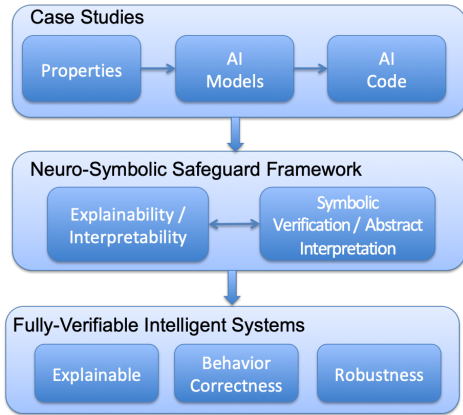 Case Studies
Properties
AI
Models
AI
Code
Neuro-Symbolic Safeguard Framework
Explainability /
Interpretability
Symbolic
Verification / Abstract
Interpretation
Fully-Verifiable Intelligent Systems
Explainable
Behavior
Correctness
Robustness